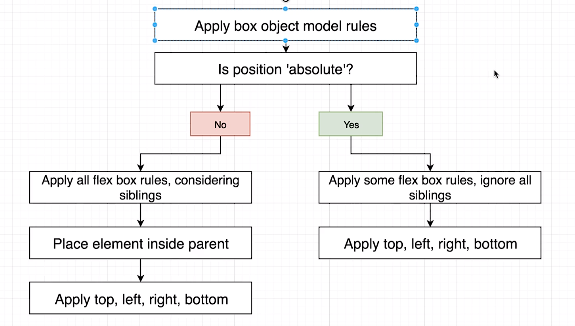 Apply box object model rules
Is position 'absolute'?
No
Yes
Apply all flex box rules, considering
siblings
Apply some flex box rules, ignore all
siblings
Place element inside parent
Apply top, left, right, bottom
Apply top, left, right, bottom